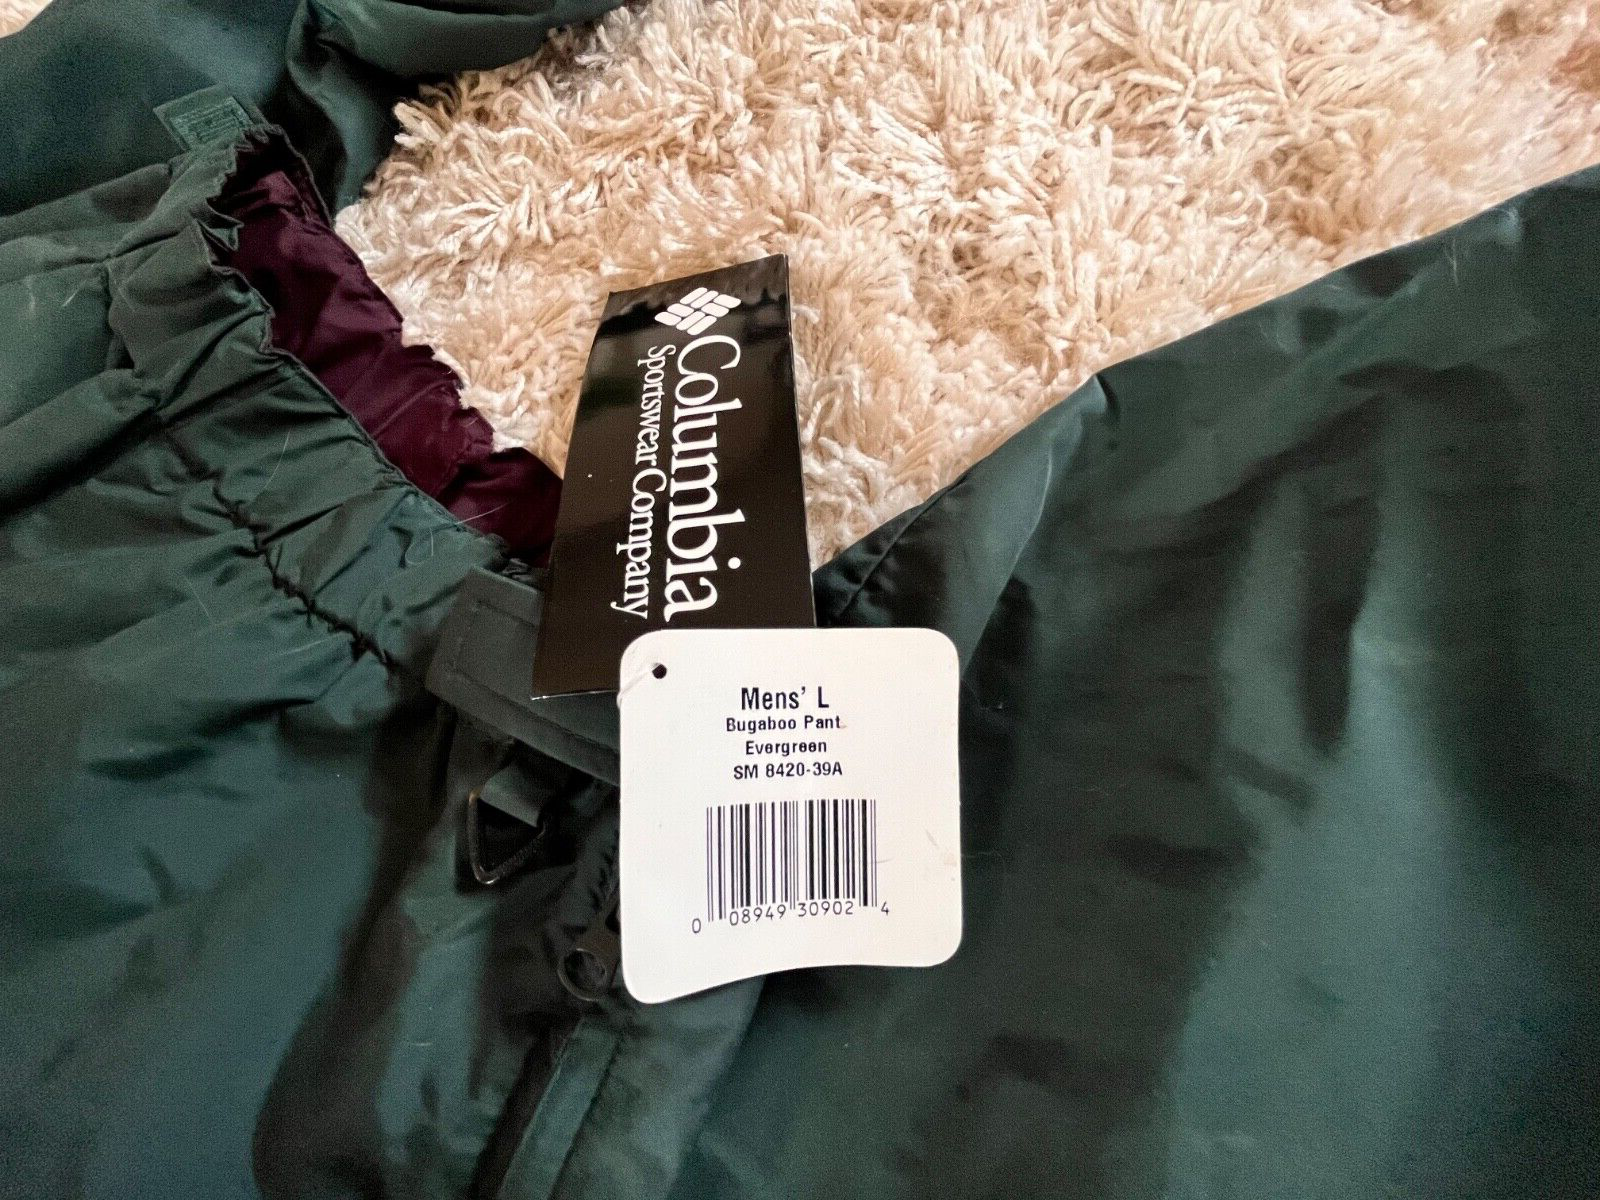 Columbia
Sportswear Company
Mens' L
Bugaboo Pant
Evergreen
SM 8420-39A
0 08949 30902 4